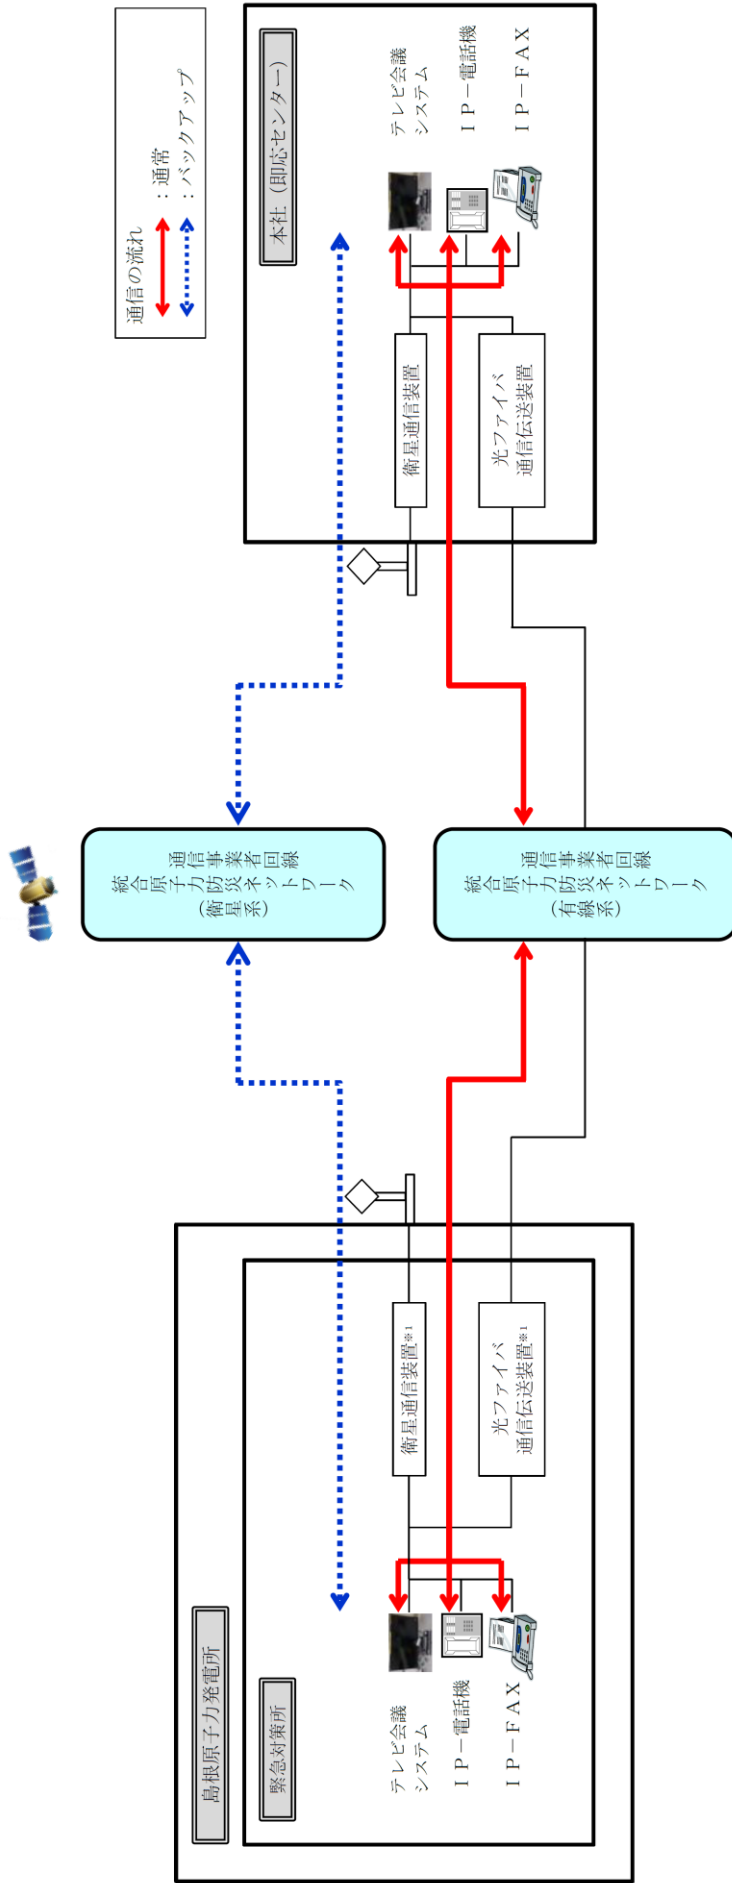 通信の流れ
：通常
：バックアップ
島根原子力発電所
緊急対策所
テレビ会議
システム
ＩＰ－電話機
ＩＰ－ＦＡＸ
衛星通信装置※1
光ファイバ
通信伝送装置※1
通信事業者回線
統合原子力防災ネットワーク
(衛星系)
通信事業者回線
統合原子力防災ネットワーク
(有線系)
本社（即応センター）
衛星通信装置
光ファイバ
通信伝送装置
テレビ会議
システム
ＩＰ－電話機
ＩＰ－ＦＡＸ